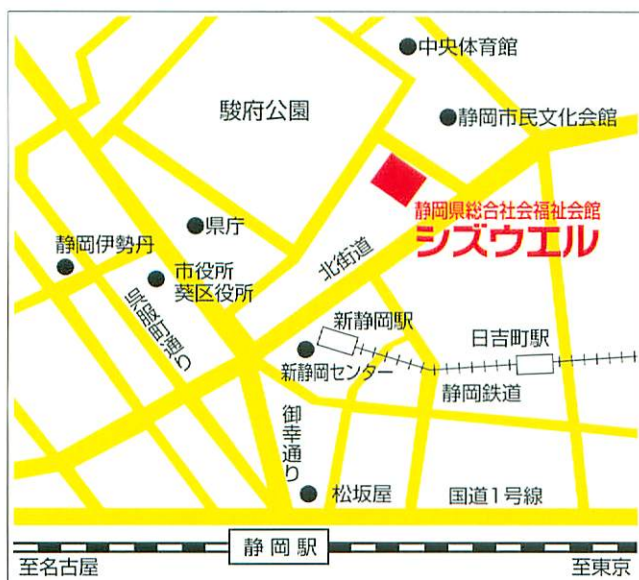 中央体育館
駿府公園
静岡市民文化会館
静岡県総合社会福祉会館
シズウエル
県庁
静岡伊勢丹
市役所
葵区役所
北街道
呉服町通り
新静岡駅
日吉町駅
新静岡センター
静岡鉄道
御幸通り
松坂屋
国道1号線
静岡駅
至名古屋
至東京